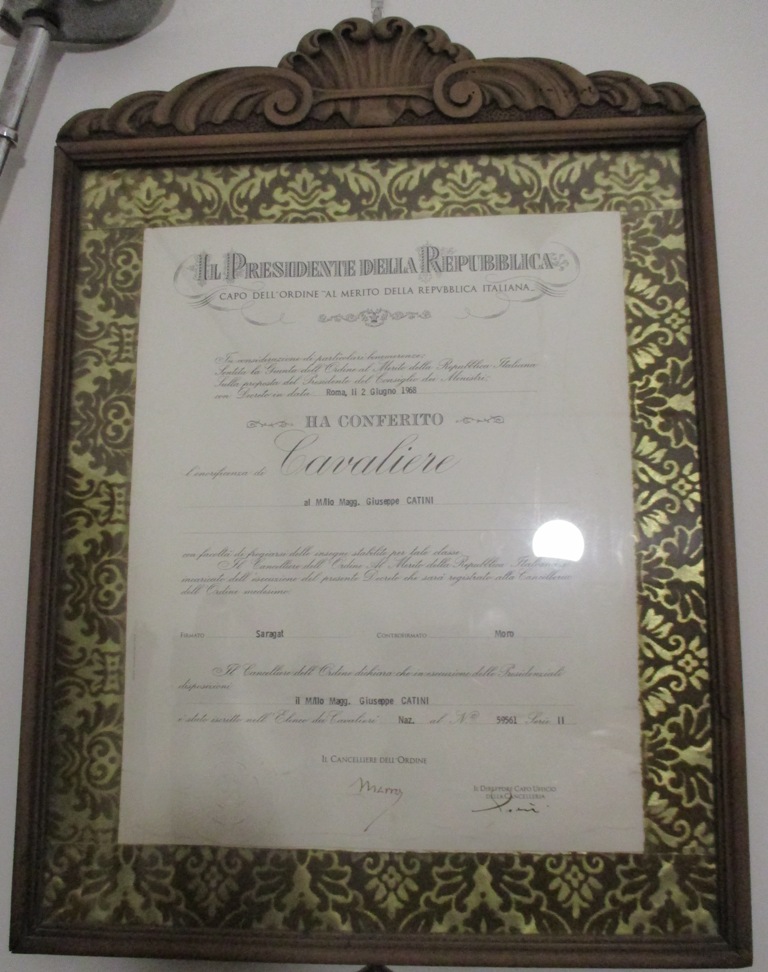 IL PRESIDENTE DELLA REPUBBLICA
CAPO DELL'ORDINE "AL MERITO DELLA REPVBBLICA ITALIANA„
In considerazione di particolari benemerenze;
Sentita la Giunta dell'Ordine al Merito della Repubblica Italiana
Sulla proposta del Presidente del Consiglio dei Ministri;
con Decreto in data Roma, li 2 Giugno 1968
HA CONFERITO
l'onorificenza di Cavaliere
al M/llo Magg. Giuseppe CATINI
con facoltà di fregiarsi delle insegne stabilite per tale classe.
Il Cancelliere dell'Ordine Al Merito della Repubblica Italiana è
incaricato dell'esecuzione del presente Decreto che sarà registrato alla Cancelleria
dell'Ordine medesimo.
FIRMATO Saragat CONTROFIRMATO Moro
Il Cancelliere dell'Ordine dichiara che in esecuzione delle Presidenziali
disposizioni
il M/llo Magg. Giuseppe CATINI
è stato iscritto nell'Elenco dei Cavalieri Naz. al No 59561 Serie II
IL CANCELLIERE DELL'ORDINE
IL DIRETTORE CAPO UFFICIO
DELLA CANCELLERIA